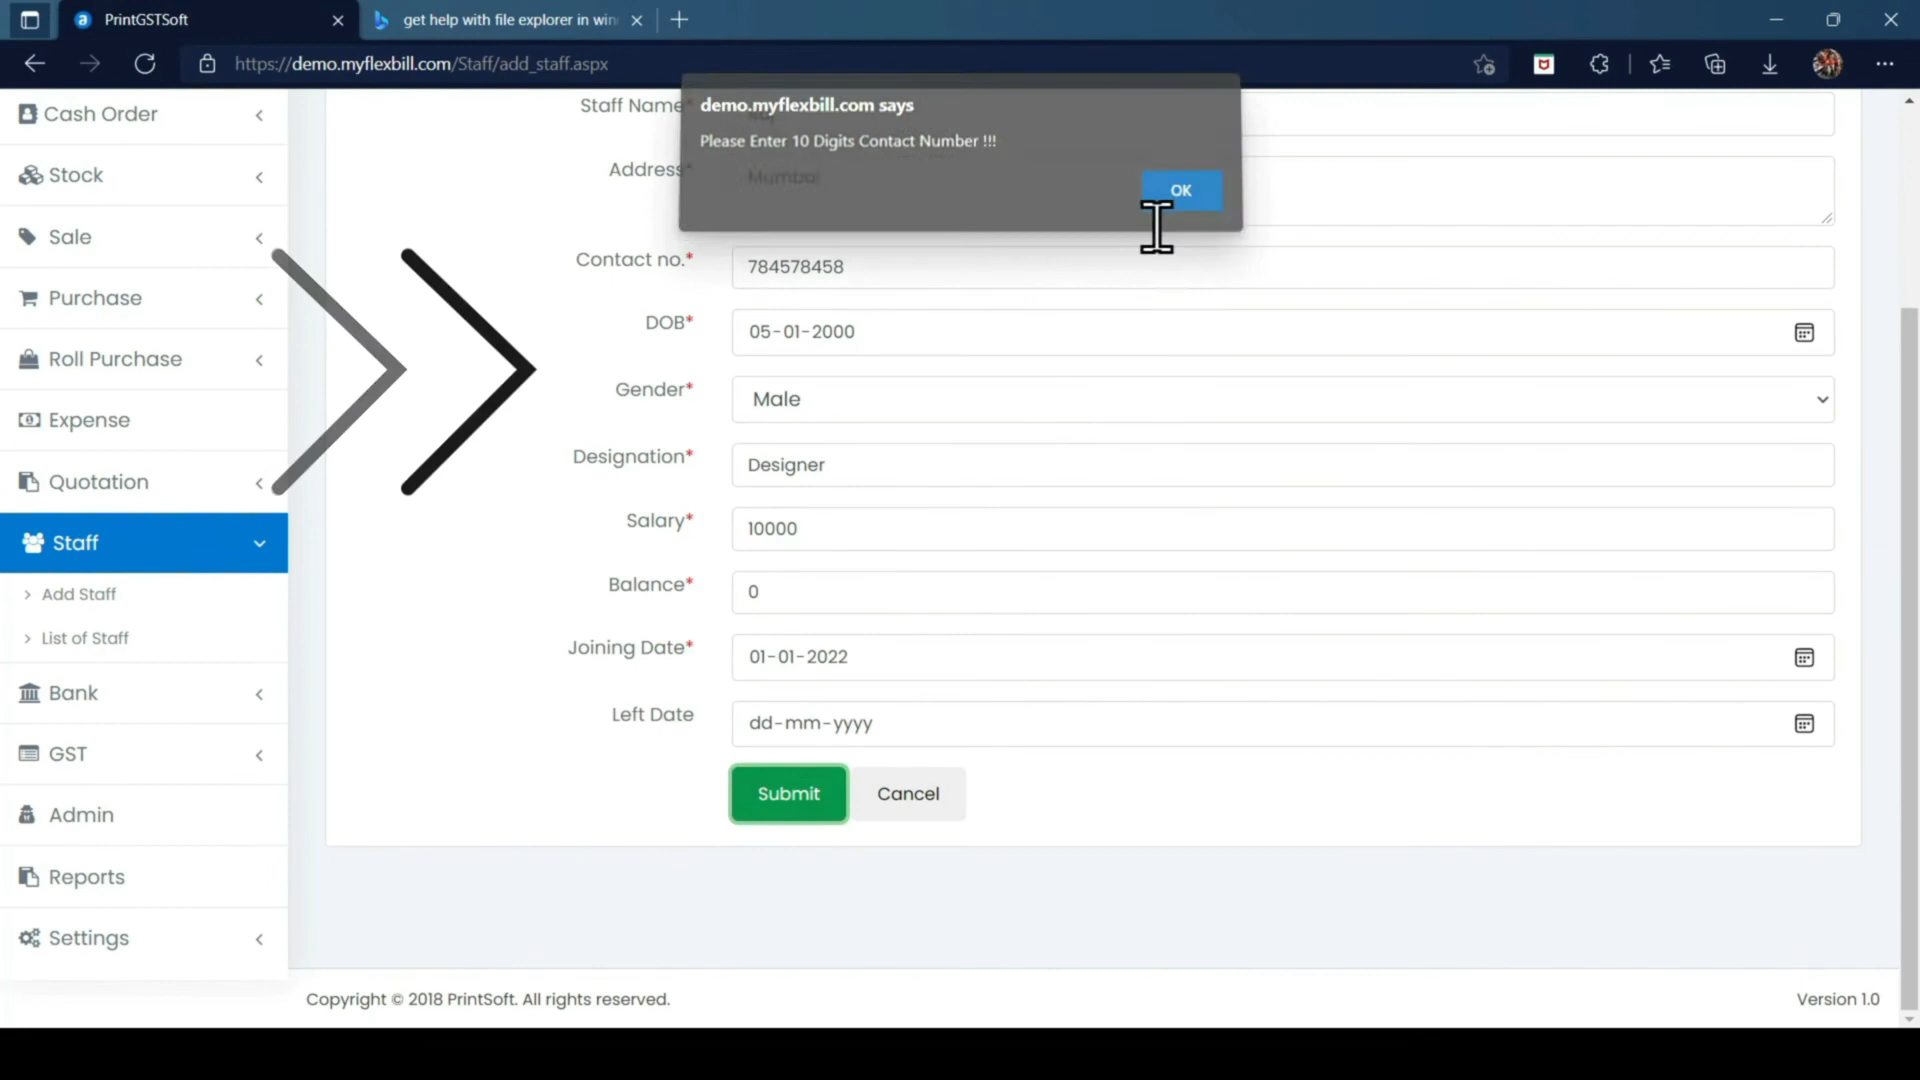 PrintGSTSoft
get help with file explorer in win
https://demo.myflexbill.com/Staff/add_staff.aspx
demo.myflexbill.com says
Please Enter 10 Digits Contact Number !!!
OK
Cash Order
Stock
Sale
Purchase
Roll Purchase
Expense
Quotation
Staff
Add Staff
List of Staff
Bank
GST
Admin
Reports
Settings
Staff Name*
Address*
Mumbai
Contact no.*
784578458
DOB*
05-01-2000
Gender*
Male
Designation*
Designer
Salary*
10000
Balance*
0
Joining Date*
01-01-2022
Left Date
dd-mm-yyyy
Submit
Cancel
Copyright © 2018 PrintSoft. All rights reserved.
Version 1.0